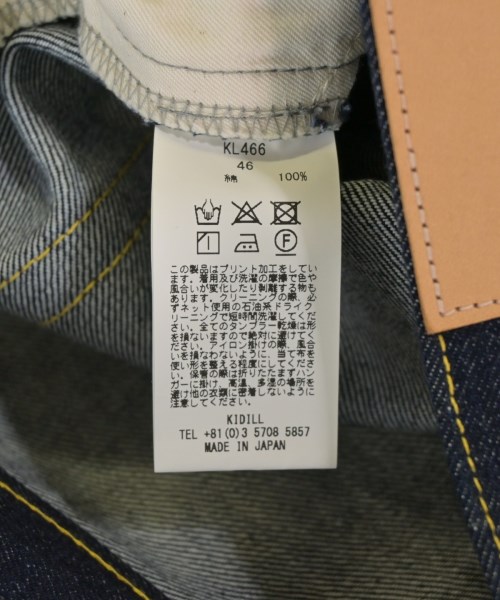 KL466
46
綿 100%
F
この製品はプリント加工をしてい
ます。着用及び洗濯の摩擦で色や
風合いが変化したり剥離する物も
あります。クリーニングの際、必
ずネット使用の石油系ドライク
リーニングで短時間洗濯してくだ
さい。全てのタンブラー乾燥は形
を損ないますので絶対に避けてく
ださい。アイロン掛けの際、風合
いを損なわないように、当て布を
使い形を整える程度にしてくださ
い。保管の際は折りたたまずハン
ガーに掛け、高温、多湿の場所を
避け他の衣類に密着しないように
注意してください。
KIDILL
TEL +81(0)3 5708 5857
MADE IN JAPAN